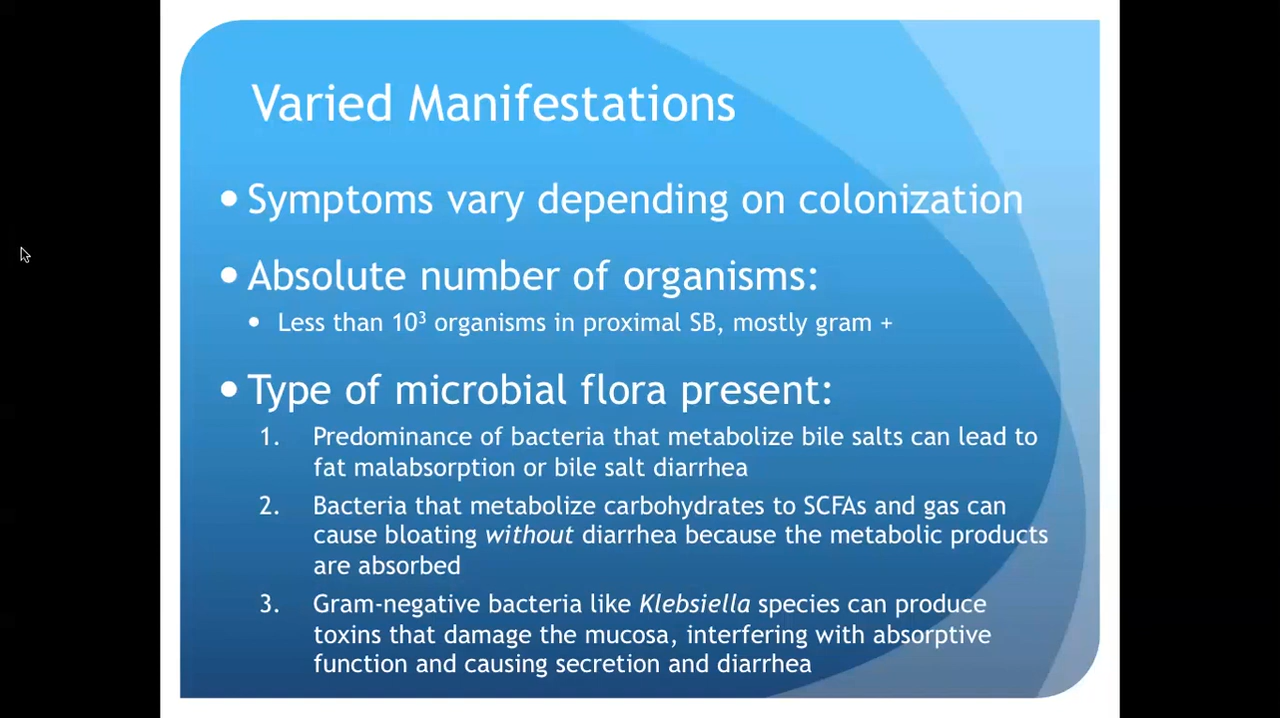 Varied Manifestations
• Symptoms vary depending on colonization
• Absolute number of organisms:
• Less than 10³ organisms in proximal SB, mostly gram +
• Type of microbial flora present:
1. Predominance of bacteria that metabolize bile salts can lead to
fat malabsorption or bile salt diarrhea
2. Bacteria that metabolize carbohydrates to SCFAs and gas can
cause bloating without diarrhea because the metabolic products
are absorbed
3. Gram-negative bacteria like Klebsiella species can produce
toxins that damage the mucosa, interfering with absorptive
function and causing secretion and diarrhea